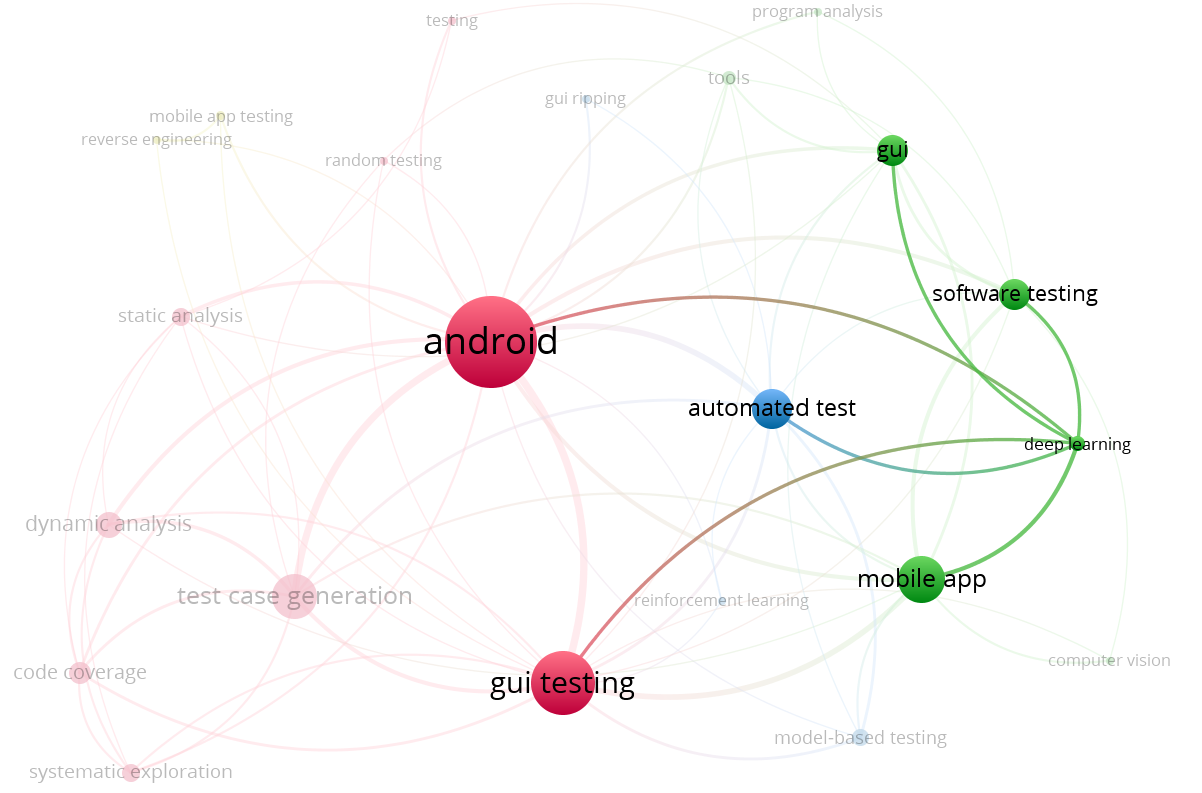 program analysis
testing
tools
gui ripping
mobile app testing
reverse engineering
gui
random testing
software testing
static analysis
android
automated test
deep learning
dynamic analysis
mobile app
test case generation
reinforcement learning
computer vision
code coverage
gui testing
model-based testing
systematic exploration